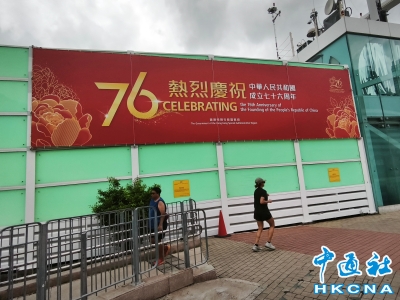 76
熱烈慶祝
CELEBRATING
中華人民共和國
成立七十六周年
the 76th Anniversary of
the Founding of the People's Republic of China
中通社
HKCNA